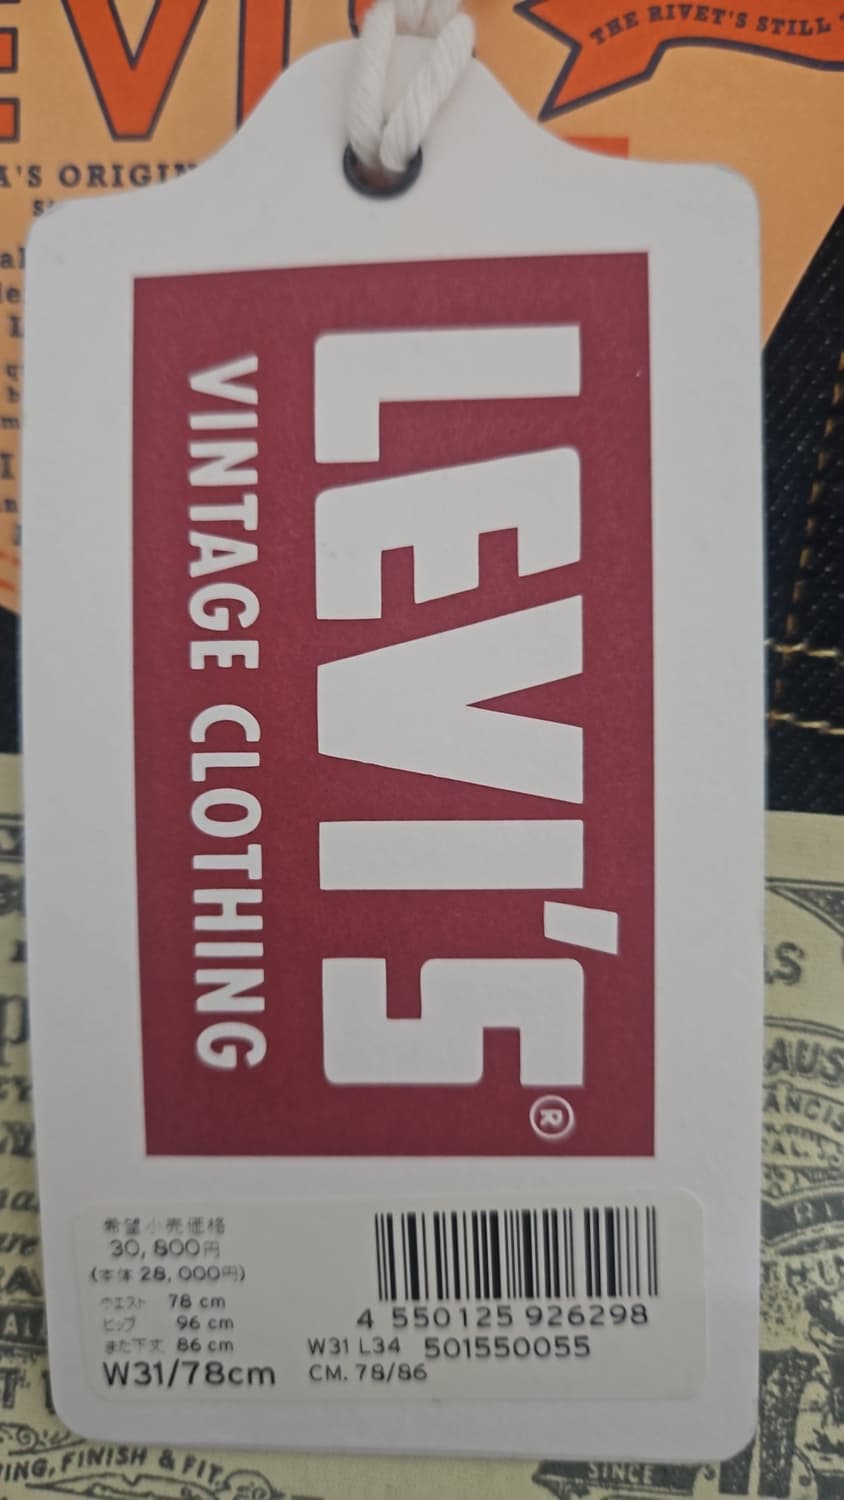 THE RIVET'S STILL
EVI'S
A'S ORIGIN
LEVI'S®
VINTAGE CLOTHING
希望小売価格
30,800円
(本体 28,000円)
ウエスト 78 cm
ヒップ 96 cm
また下丈 86 cm
W31/78cm
4 550125 926298
W31 L34 501550055
CM. 78/86
FINISH & FIT
SINCE